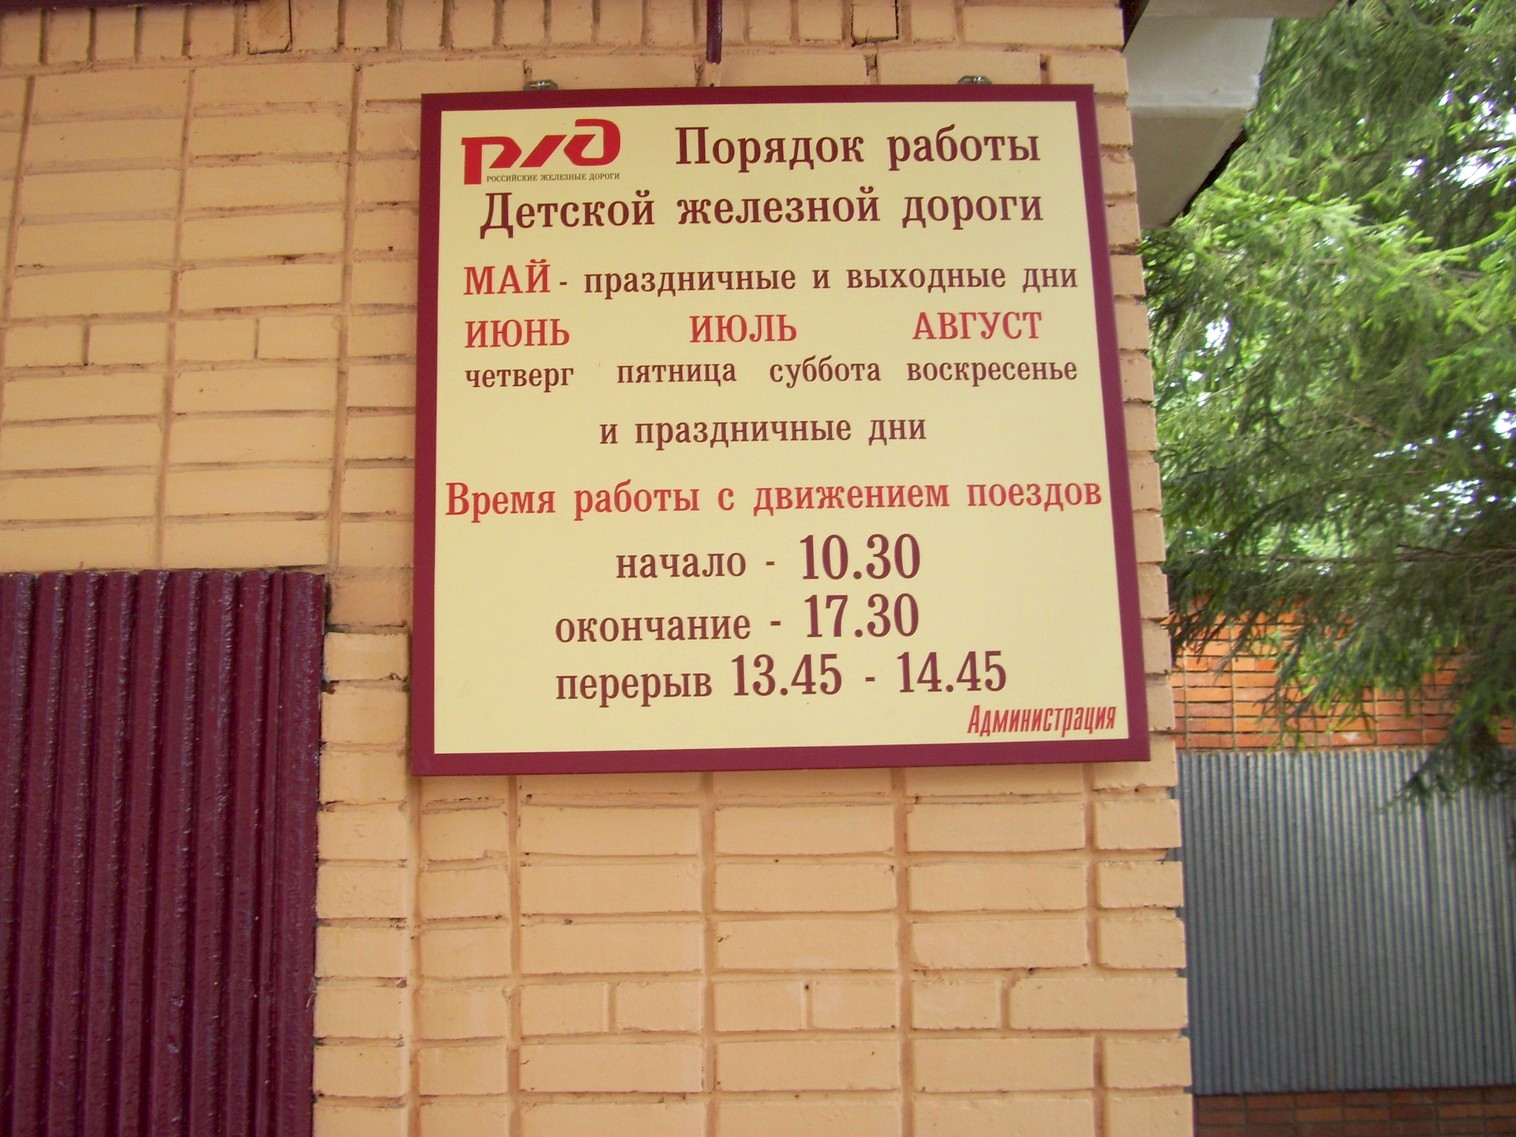 РЖД Порядок работы
РОССИЙСКИЕ ЖЕЛЕЗНЫЕ ДОРОГИ
Детской железной дороги
МАЙ - праздничные и выходные дни
ИЮНЬ ИЮЛЬ АВГУСТ
четверг пятница суббота воскресенье
и праздничные дни
Время работы с движением поездов
начало - 10.30
окончание - 17.30
перерыв 13.45 - 14.45
Администрация